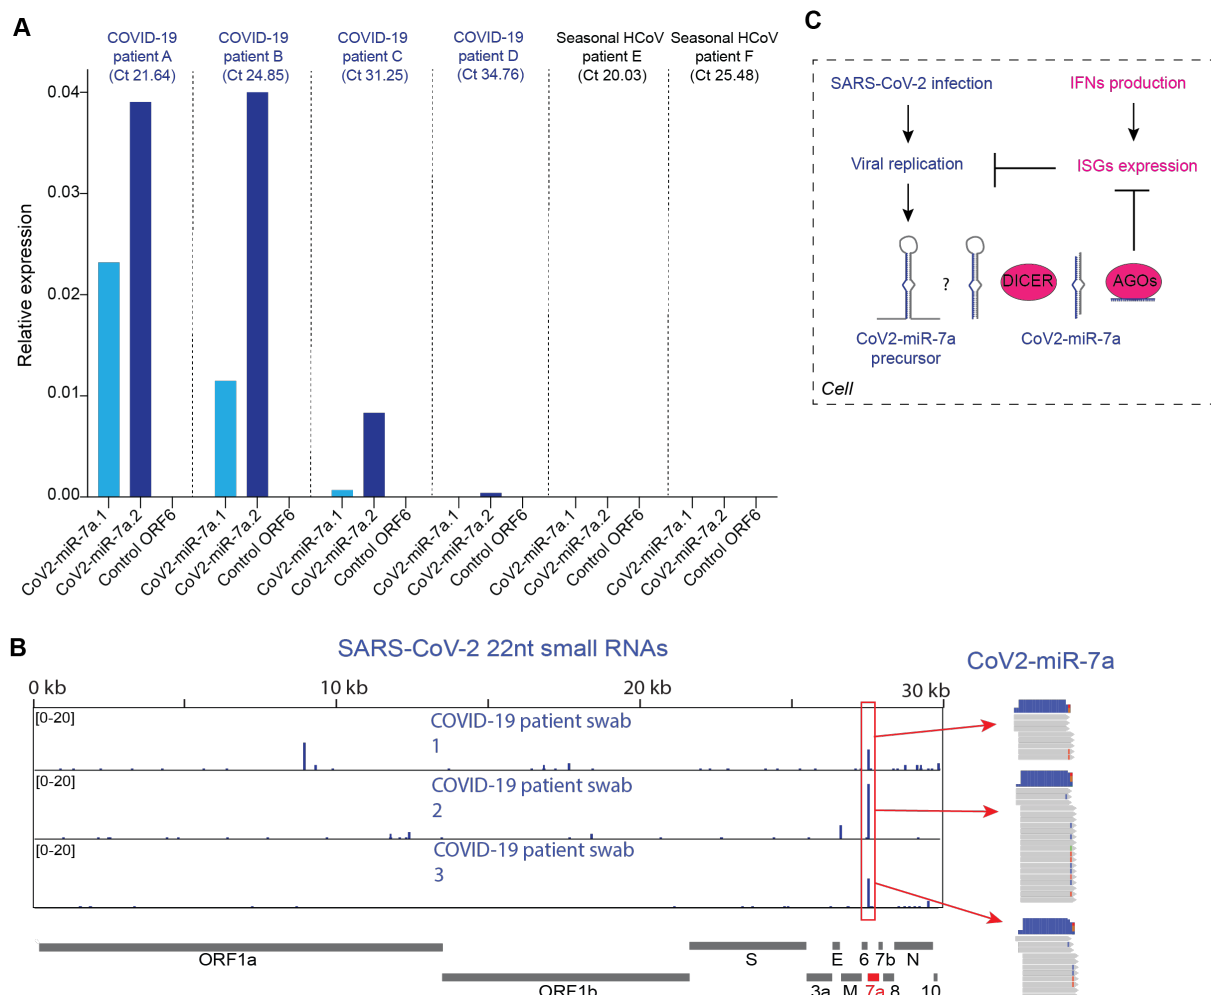 A
COVID-19
patient A
(Ct 21.64)
COVID-19
patient B
(Ct 24.85)
COVID-19
patient C
(Ct 31.25)
COVID-19
patient D
(Ct 34.76)
Seasonal HCoV
patient E
(Ct 20.03)
Seasonal HCoV
patient F
(Ct 25.48)
Relative expression
0.04
0.03
0.02
0.01
0.00
CoV2-miR-7a.1
CoV2-miR-7a.2
Control ORF6
CoV2-miR-7a.1
CoV2-miR-7a.2
Control ORF6
CoV2-miR-7a.1
CoV2-miR-7a.2
Control ORF6
CoV2-miR-7a.1
CoV2-miR-7a.2
Control ORF6
CoV2-miR-7a.1
CoV2-miR-7a.2
Control ORF6
CoV2-miR-7a.1
CoV2-miR-7a.2
Control ORF6
C
SARS-CoV-2 infection
IFNs production
Viral replication
ISGs expression
?
DICER
AGOs
CoV2-miR-7a
precursor
CoV2-miR-7a
Cell
B
SARS-CoV-2 22nt small RNAs
CoV2-miR-7a
0 kb
10 kb
20 kb
30 kb
[0-20]
COVID-19 patient swab
1
[0-20]
COVID-19 patient swab
2
[0-20]
COVID-19 patient swab
3
ORF1a
S
E
6
7b
N
ORF1b
3a
M
7a
8
10